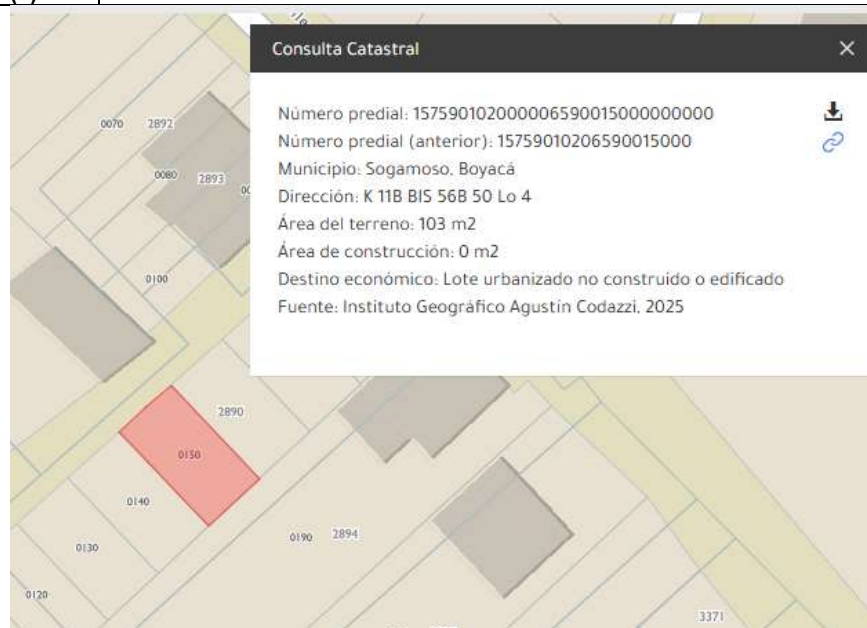 Consulta Catastral
Número predial: 157590102000006590015000000000
Número predial (anterior): 15759010206590015000
Municipio: Sogamoso, Boyacá
Dirección: K 11B BIS 56B 50 Lo 4
Área del terreno: 103 m2
Área de construcción: 0 m2
Destino económico: Lote urbanizado no construido o edificado
Fuente: Instituto Geográfico Agustín Codazzi, 2025
0070 2892
0080 2893
0100
2890
0150
0140
0130
0190 2894
0120
3371